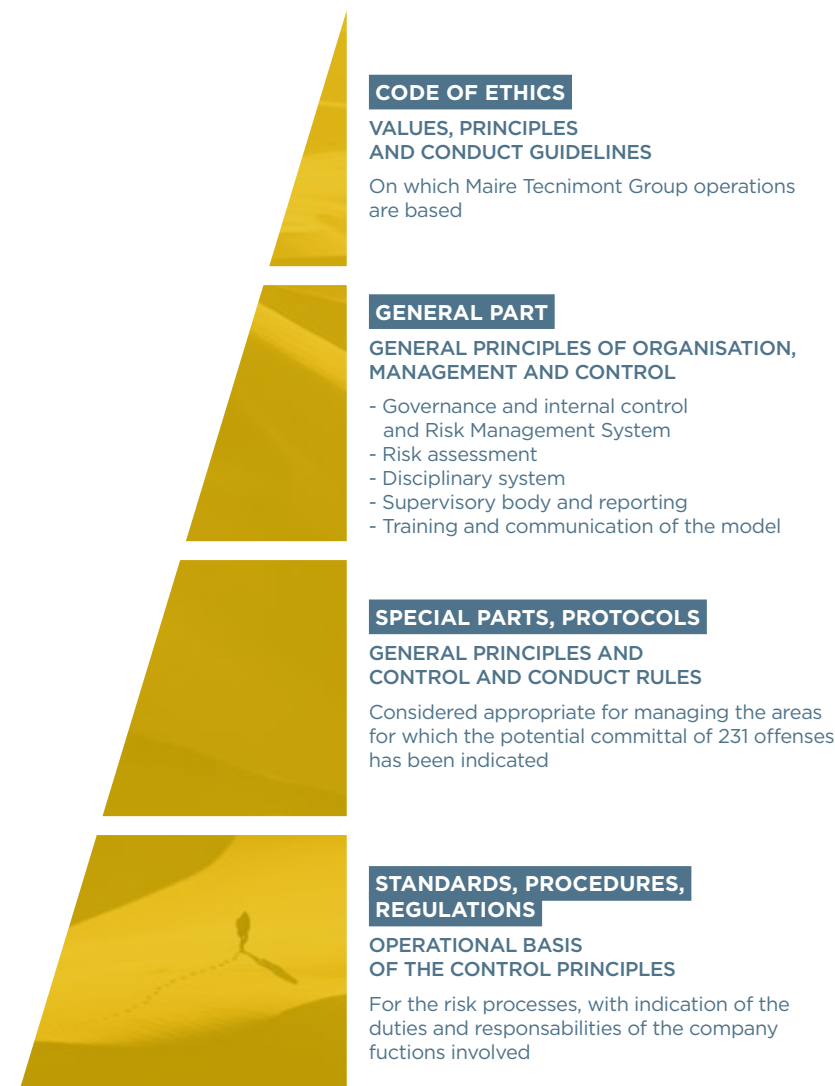 CODE OF ETHICS
VALUES, PRINCIPLES
AND CONDUCT GUIDELINES
On which Maire Tecnimont Group operations
are based
GENERAL PART
GENERAL PRINCIPLES OF ORGANISATION,
MANAGEMENT AND CONTROL
- Governance and internal control
and Risk Management System
- Risk assessment
- Disciplinary system
- Supervisory body and reporting
- Training and communication of the model
SPECIAL PARTS, PROTOCOLS
GENERAL PRINCIPLES AND
CONTROL AND CONDUCT RULES
Considered appropriate for managing the areas
for which the potential committal of 231 offenses
has been indicated
STANDARDS, PROCEDURES,
REGULATIONS
OPERATIONAL BASIS
OF THE CONTROL PRINCIPLES
For the risk processes, with indication of the
duties and responsabilities of the company
fuctions involved